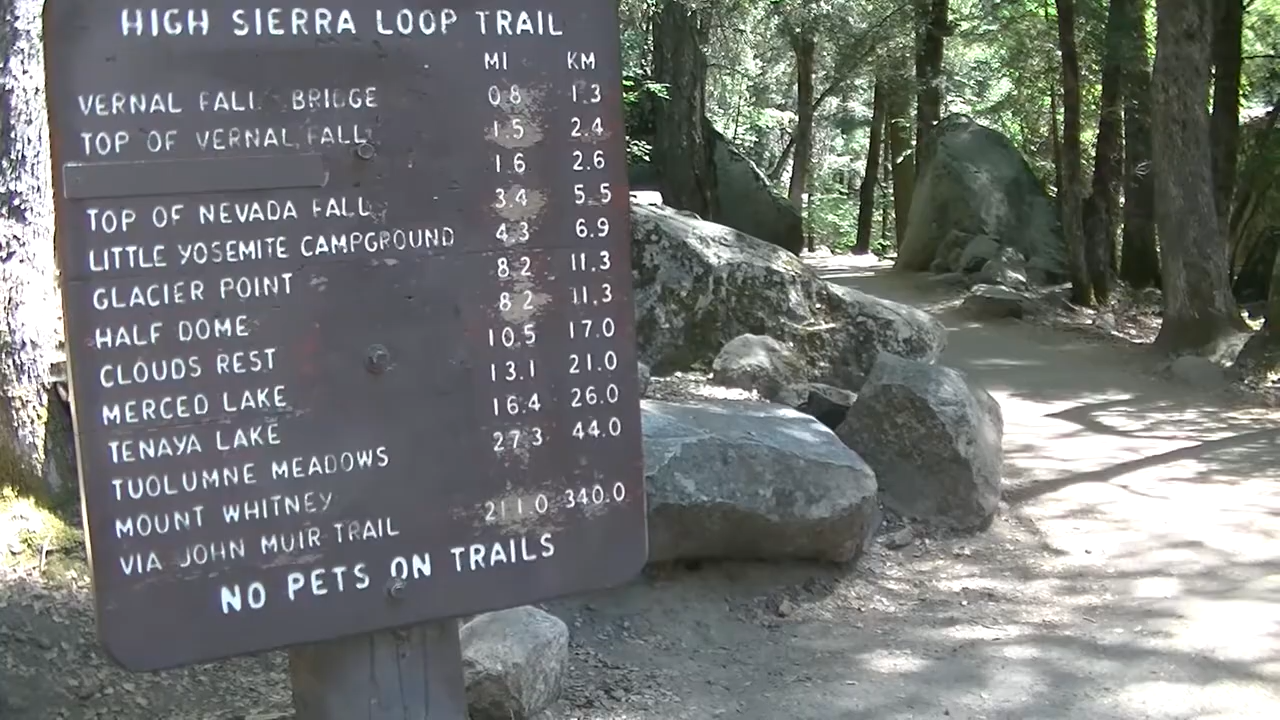 HIGH SIERRA LOOP TRAIL
MI KM
VERNAL FALL BRIDGE 0.8 1.3
TOP OF VERNAL FALL 1.5 2.4
1.6 2.6
TOP OF NEVADA FALL 3.4 5.5
LITTLE YOSEMITE CAMPGROUND 4.3 6.9
GLACIER POINT 8.2 11.3
HALF DOME 8.2 11.3
CLOUDS REST 10.5 17.0
MERCED LAKE 13.1 21.0
TENAYA LAKE 16.4 26.0
TUOLUMNE MEADOWS 27.3 44.0
MOUNT WHITNEY
VIA JOHN MUIR TRAIL 211.0 340.0
NO PETS ON TRAILS